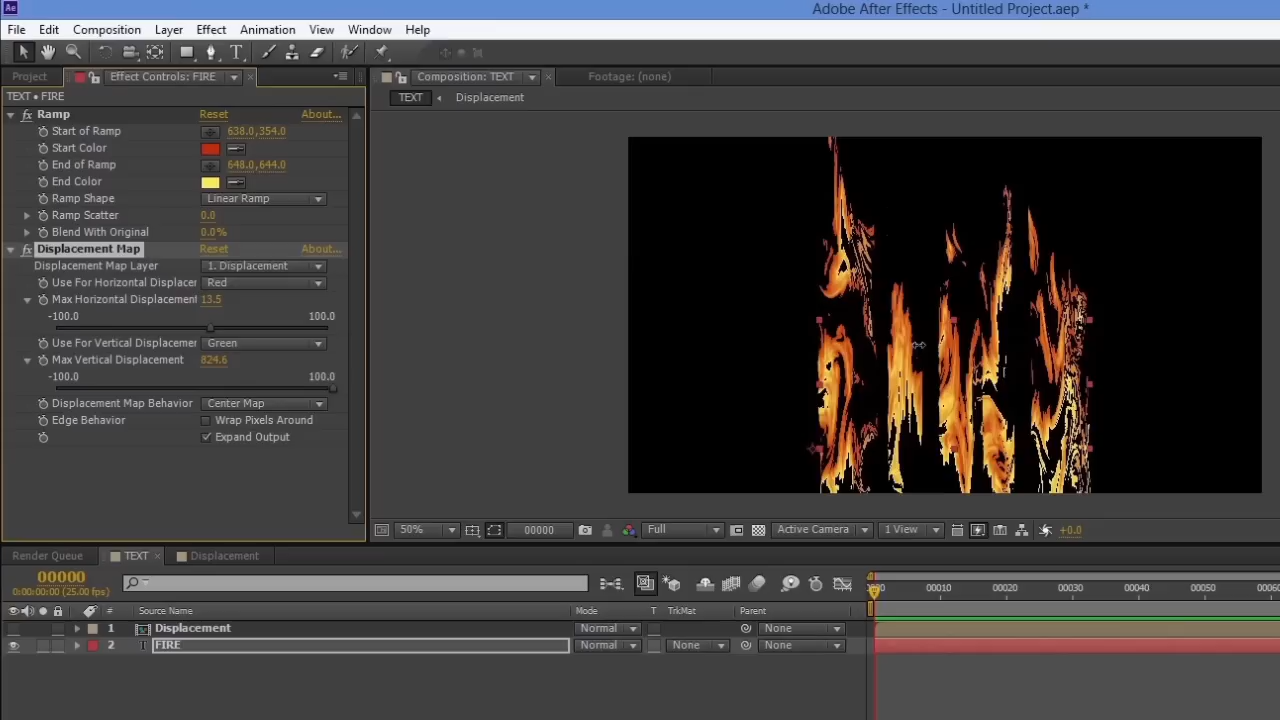 Ae
Adobe After Effects - Untitled Project.aep *
File Edit Composition Layer Effect Animation View Window Help
Project Effect Controls: FIRE Composition: TEXT Footage: (none)
TEXT • FIRE
TEXT Displacement
fx Ramp Reset About...
Start of Ramp 638.0,354.0
Start Color
End of Ramp 648.0,644.0
End Color
Ramp Shape Linear Ramp
Ramp Scatter 0.0
Blend With Original 0.0%
fx Displacement Map Reset About...
Displacement Map Layer 1. Displacement
Use For Horizontal Displacer Red
Max Horizontal Displacement 13.5
-100.0 100.0
Use For Vertical Displacemer Green
Max Vertical Displacement 824.6
-100.0 100.0
Displacement Map Behavior Center Map
Edge Behavior Wrap Pixels Around
Expand Output
50% 00000 Full Active Camera 1 View +0.0
Render Queue TEXT Displacement
00000
0:00:00:00 (25.00 fps)
0000 00010 00020 00030 00040 00050 00060
# Source Name Mode T TrkMat Parent
1 Displacement Normal None
2 T FIRE Normal None None